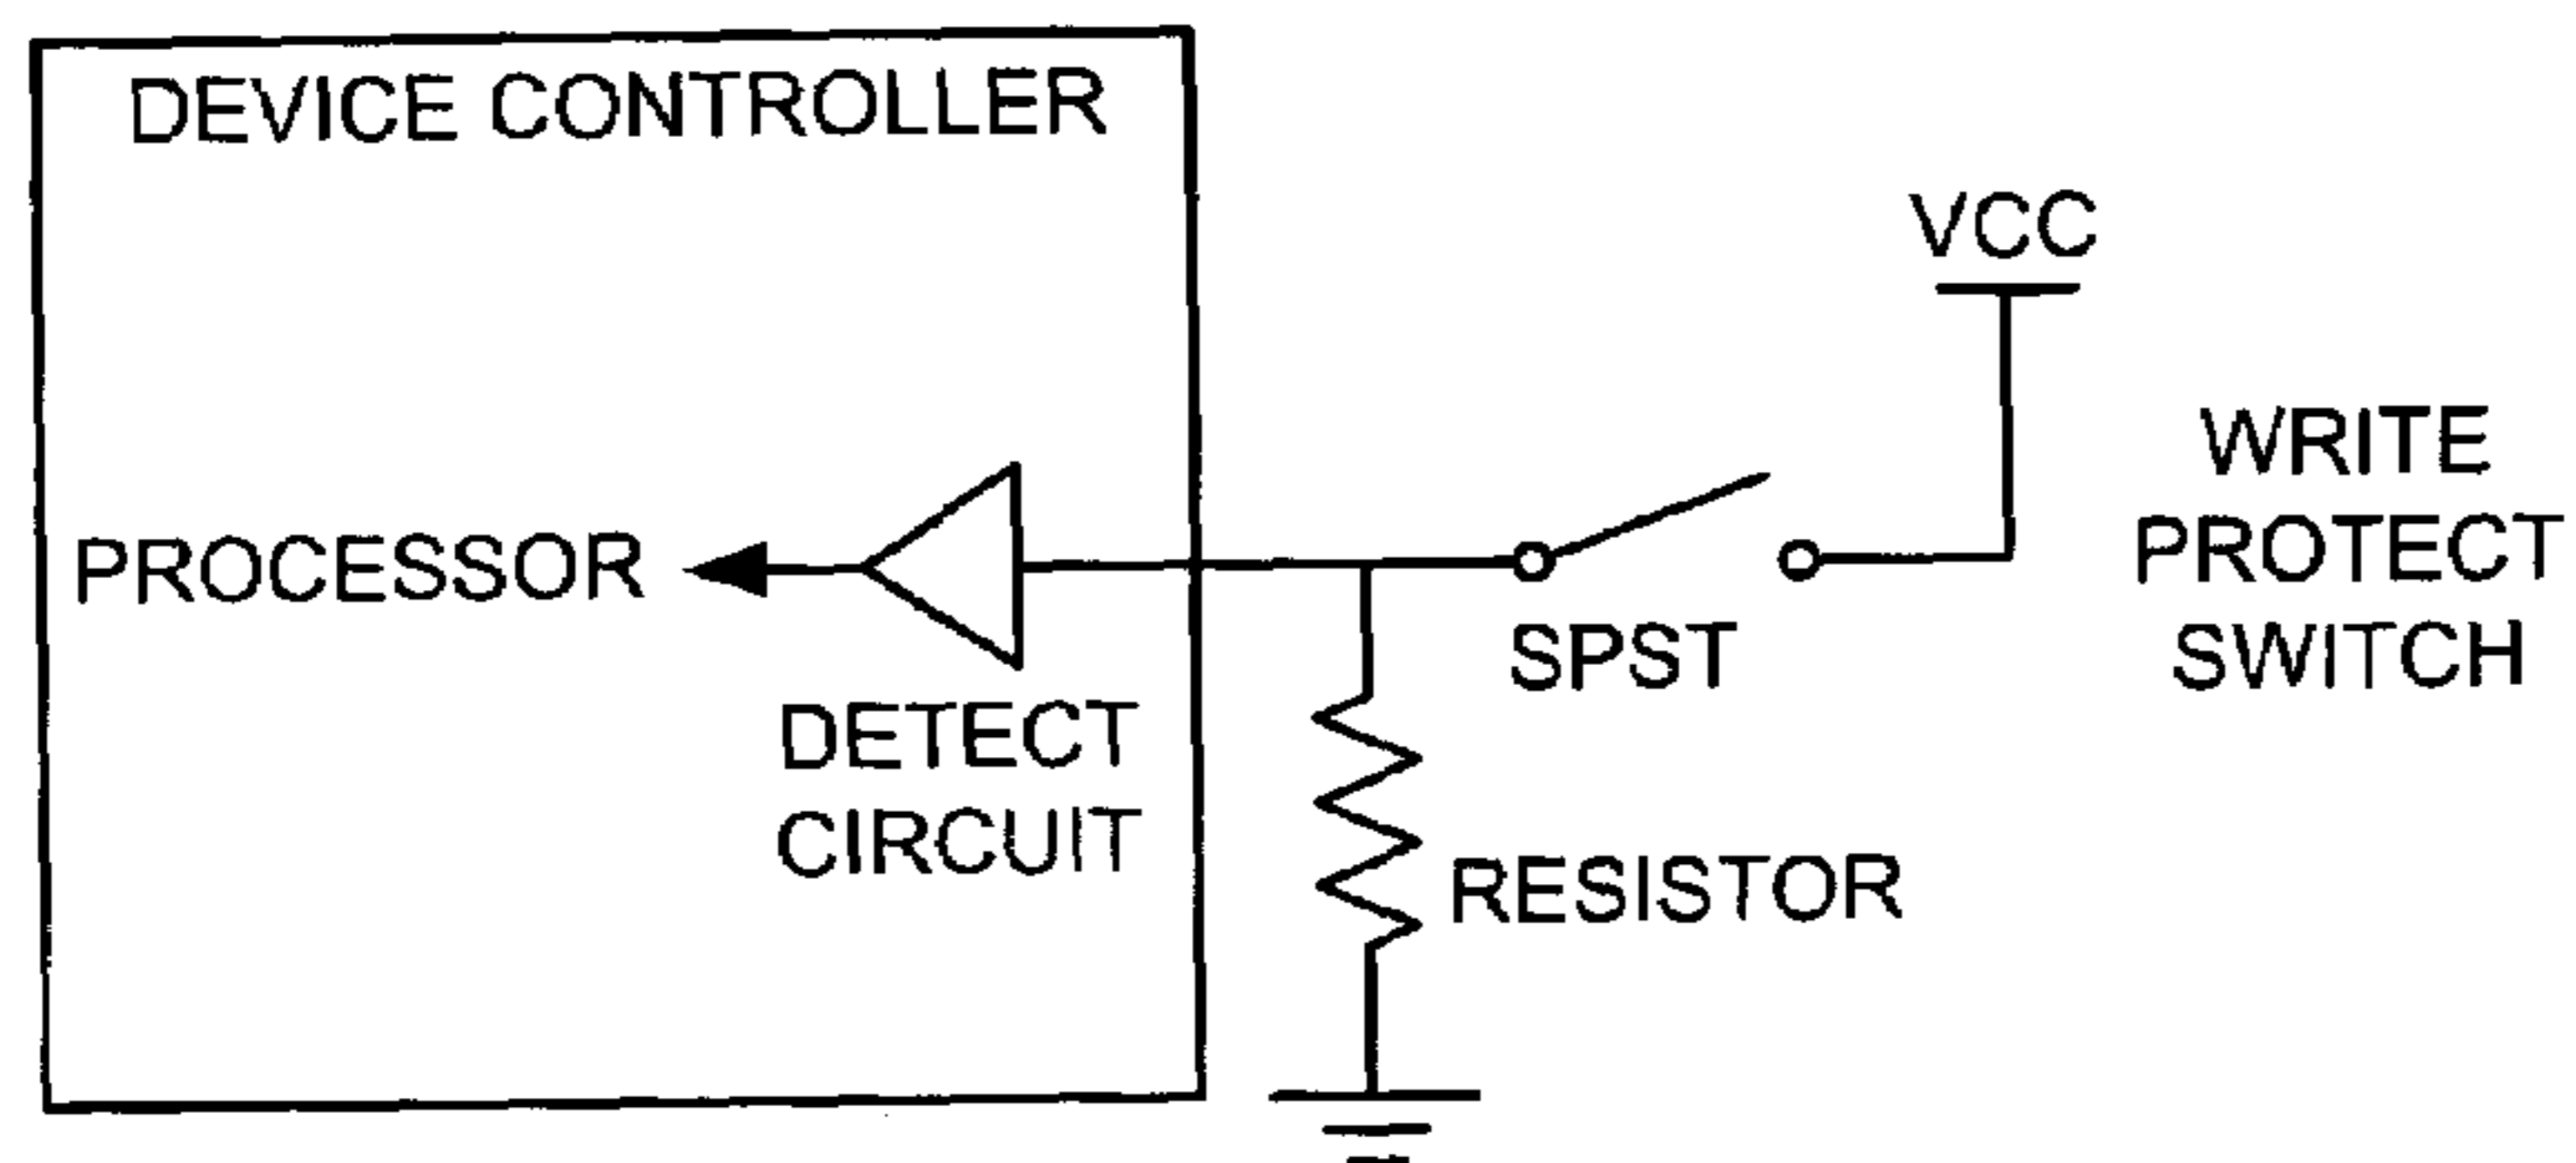 DEVICE CONTROLLER
VCC
WRITE
PROTECT
SWITCH
PROCESSOR
SPST
DETECT
CIRCUIT
RESISTOR